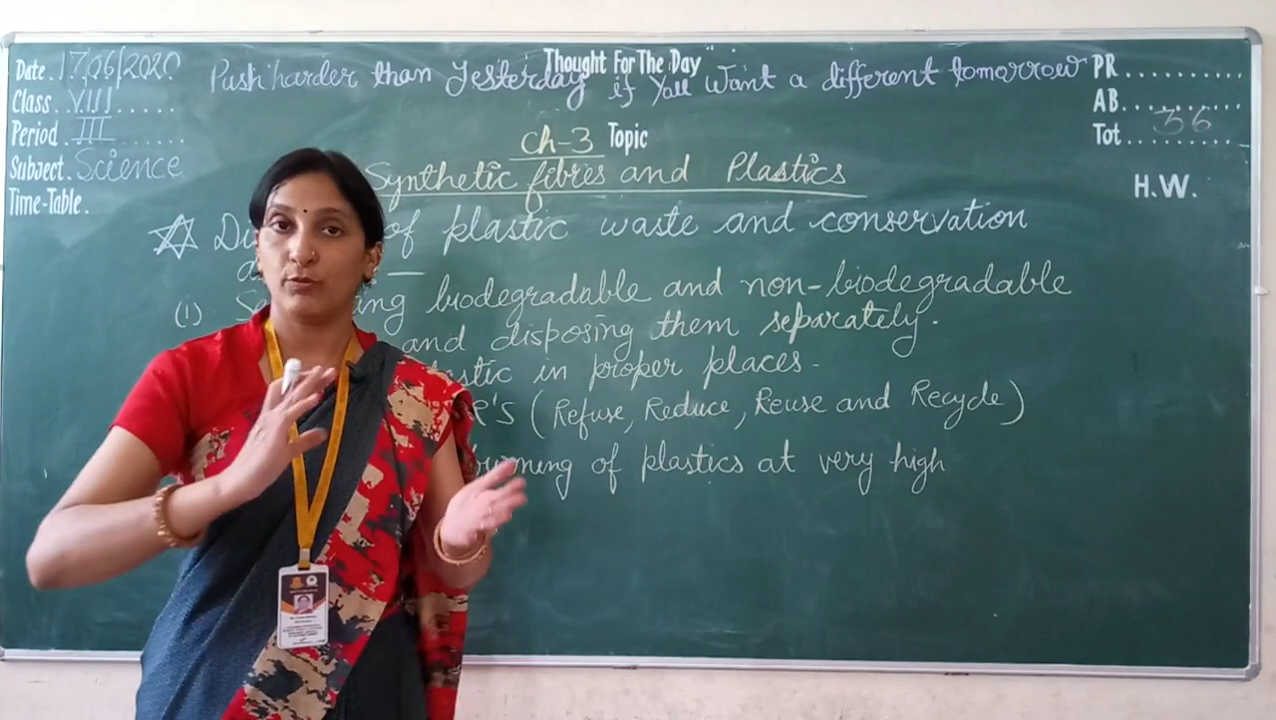 Thought For The Day
Date. 17/06/2020
Push harder than Yesterday if You Want a different tomorrow
PR
Class. VIII
AB.
Period. III
Ch-3 Topic
Tot. 36
Subject. Science
Synthetic fibres and Plastics
H.W.
Time-Table.
of plastic waste and conservation
(i) biodegradable and non-biodegradable
and disposing them separately.
in proper places.
R'S (Refuse, Reduce, Reuse and Recycle)
burning of plastics at very high